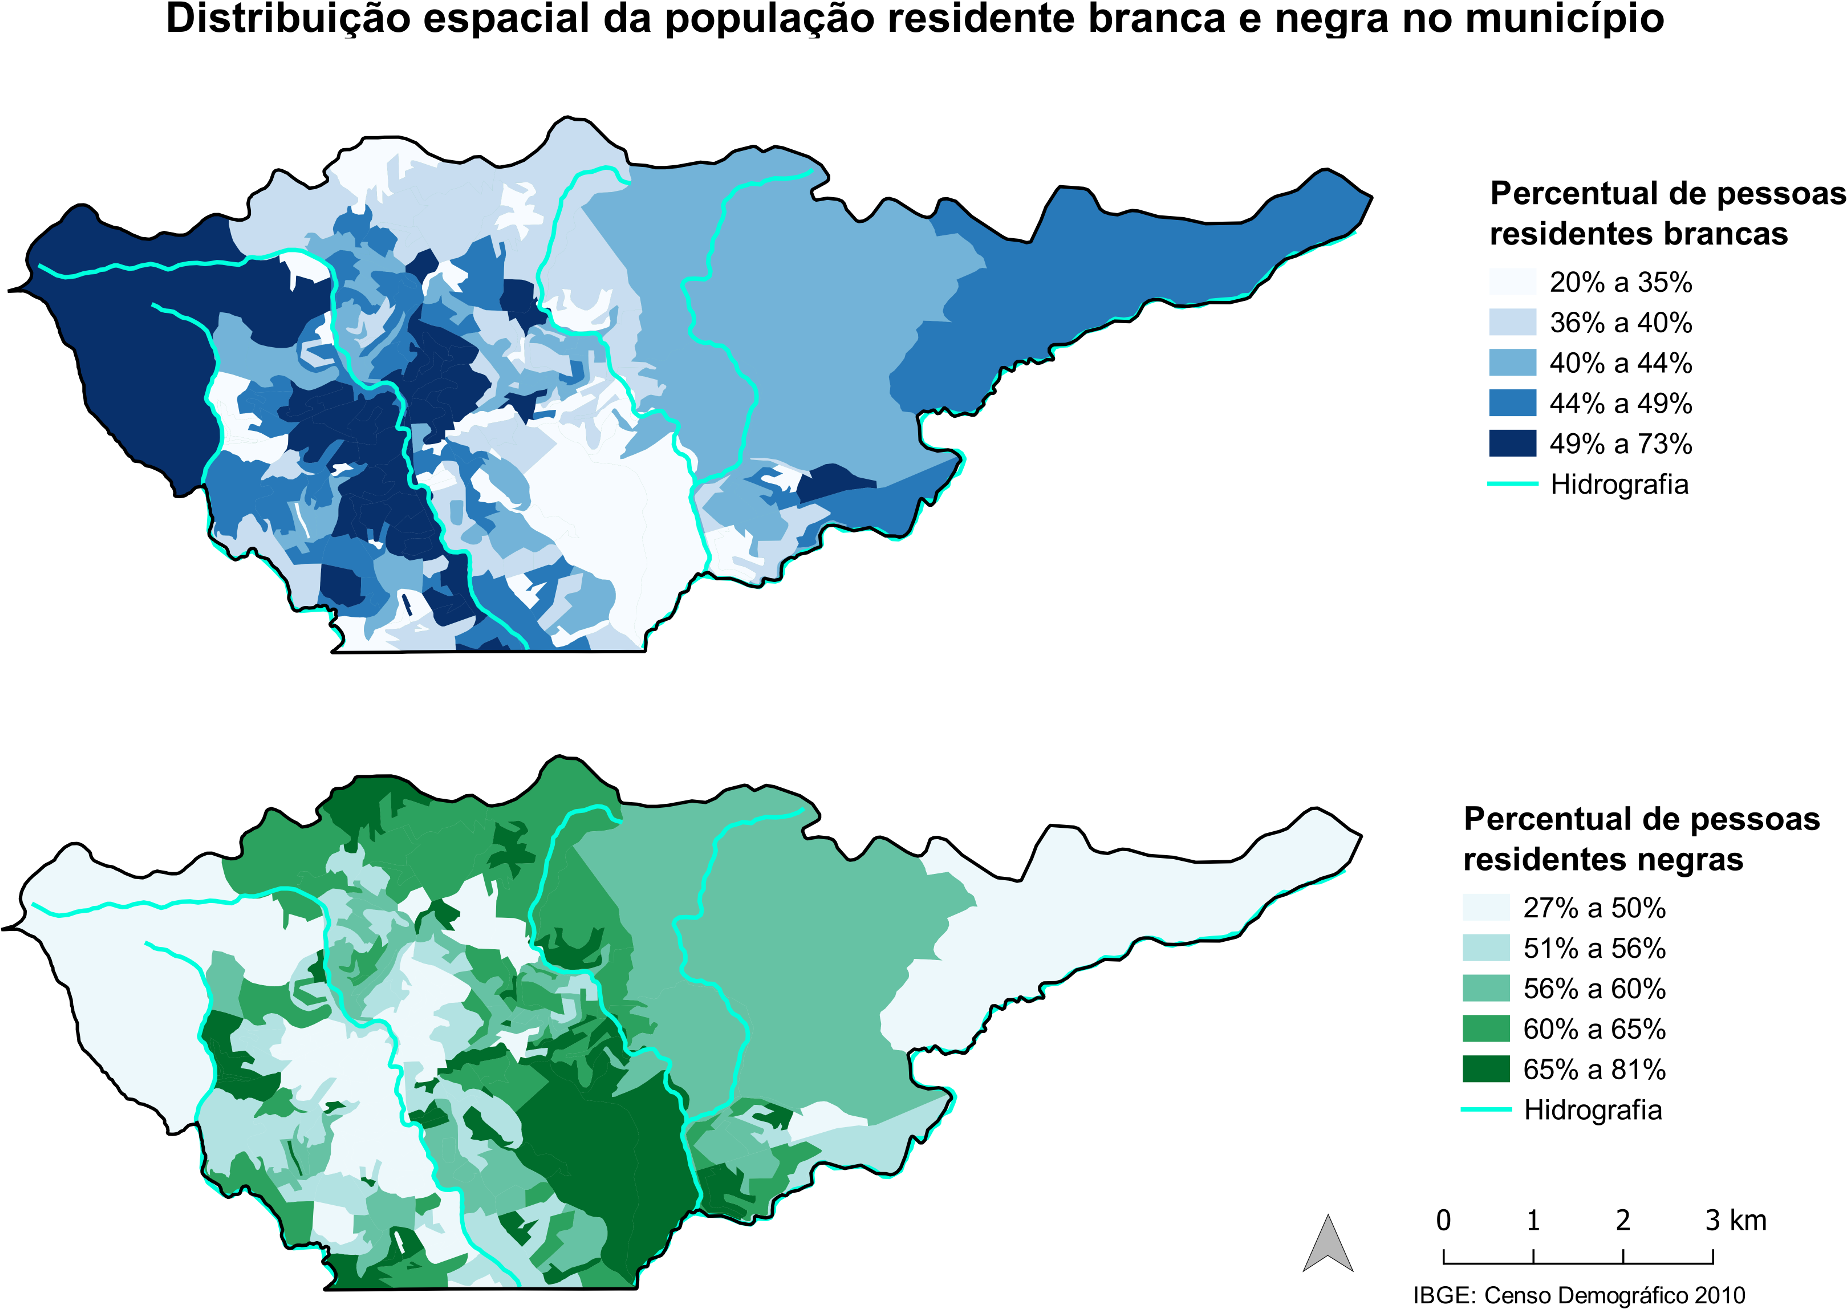 Distribuição espacial da população residente branca e negra no município
Percentual de pessoas
residentes brancas
20% a 35%
36% a 40%
40% a 44%
44% a 49%
49% a 73%
Hidrografia
Percentual de pessoas
residentes negras
27% a 50%
51% a 56%
56% a 60%
60% a 65%
65% a 81%
Hidrografia
0 1 2 3 km
IBGE: Censo Demográfico 2010